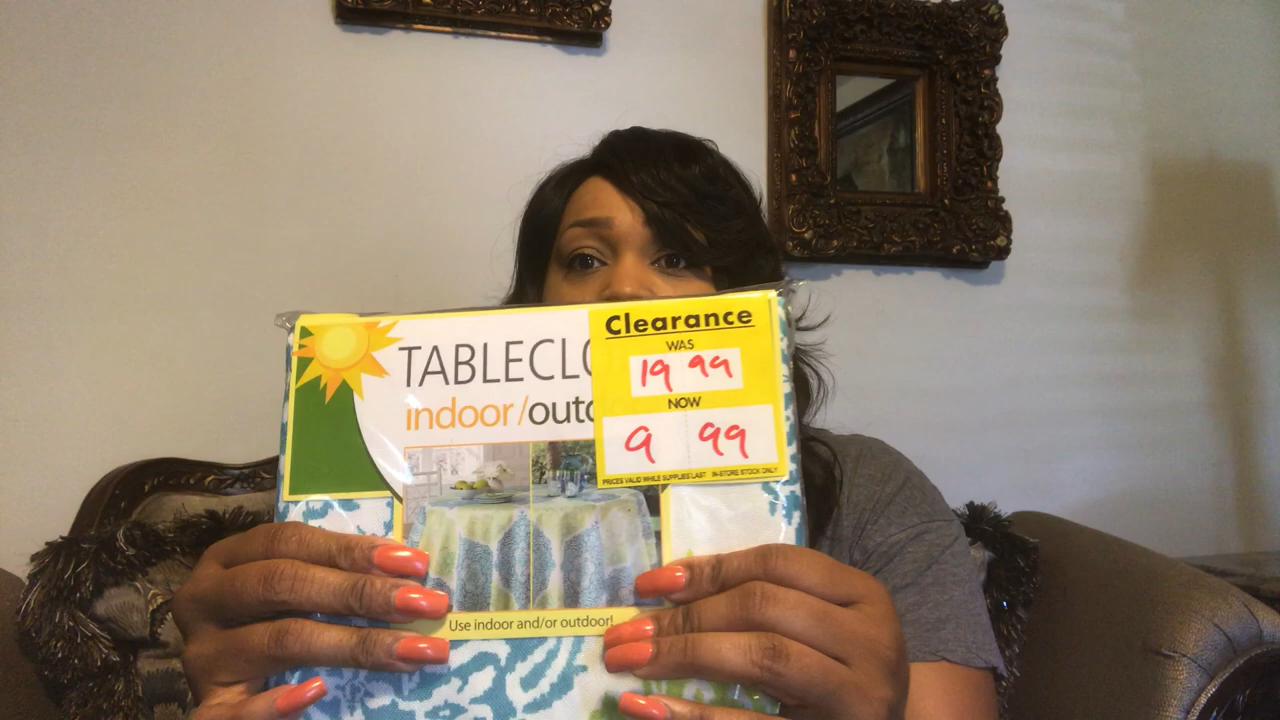 TABLECLO
indoor/outd
Clearance
WAS
19 99
NOW
9 99
PRICES VALID WHILE SUPPLIES LAST IN-STORE STOCK ONLY
Use indoor and/or outdoor!